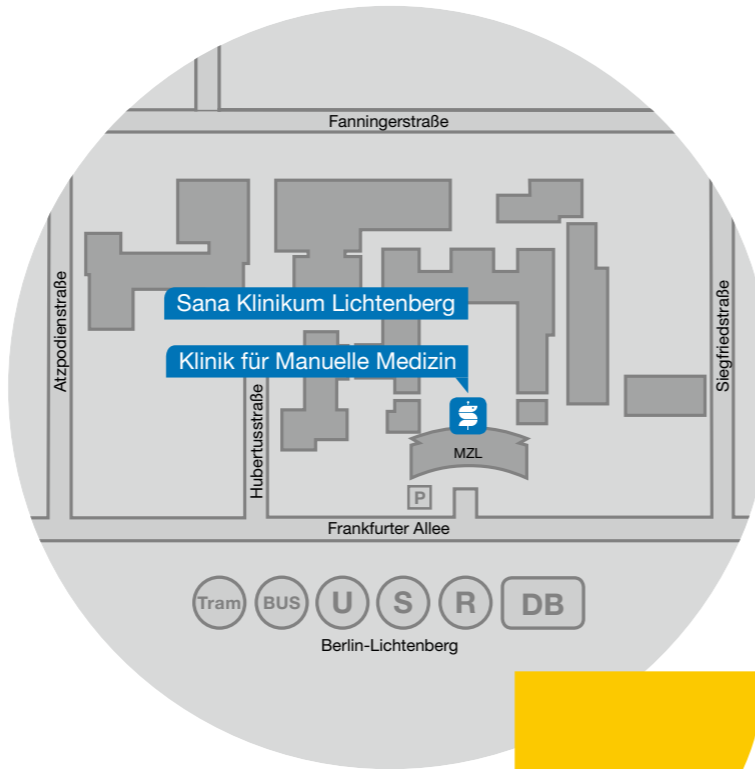 Fanningerstraße
Atzpodienstraße
Sana Klinikum Lichtenberg
Siegfriedstraße
Klinik für Manuelle Medizin
Hubertusstraße
MZL
P
Frankfurter Allee
Tram BUS U S R DB
Berlin-Lichtenberg